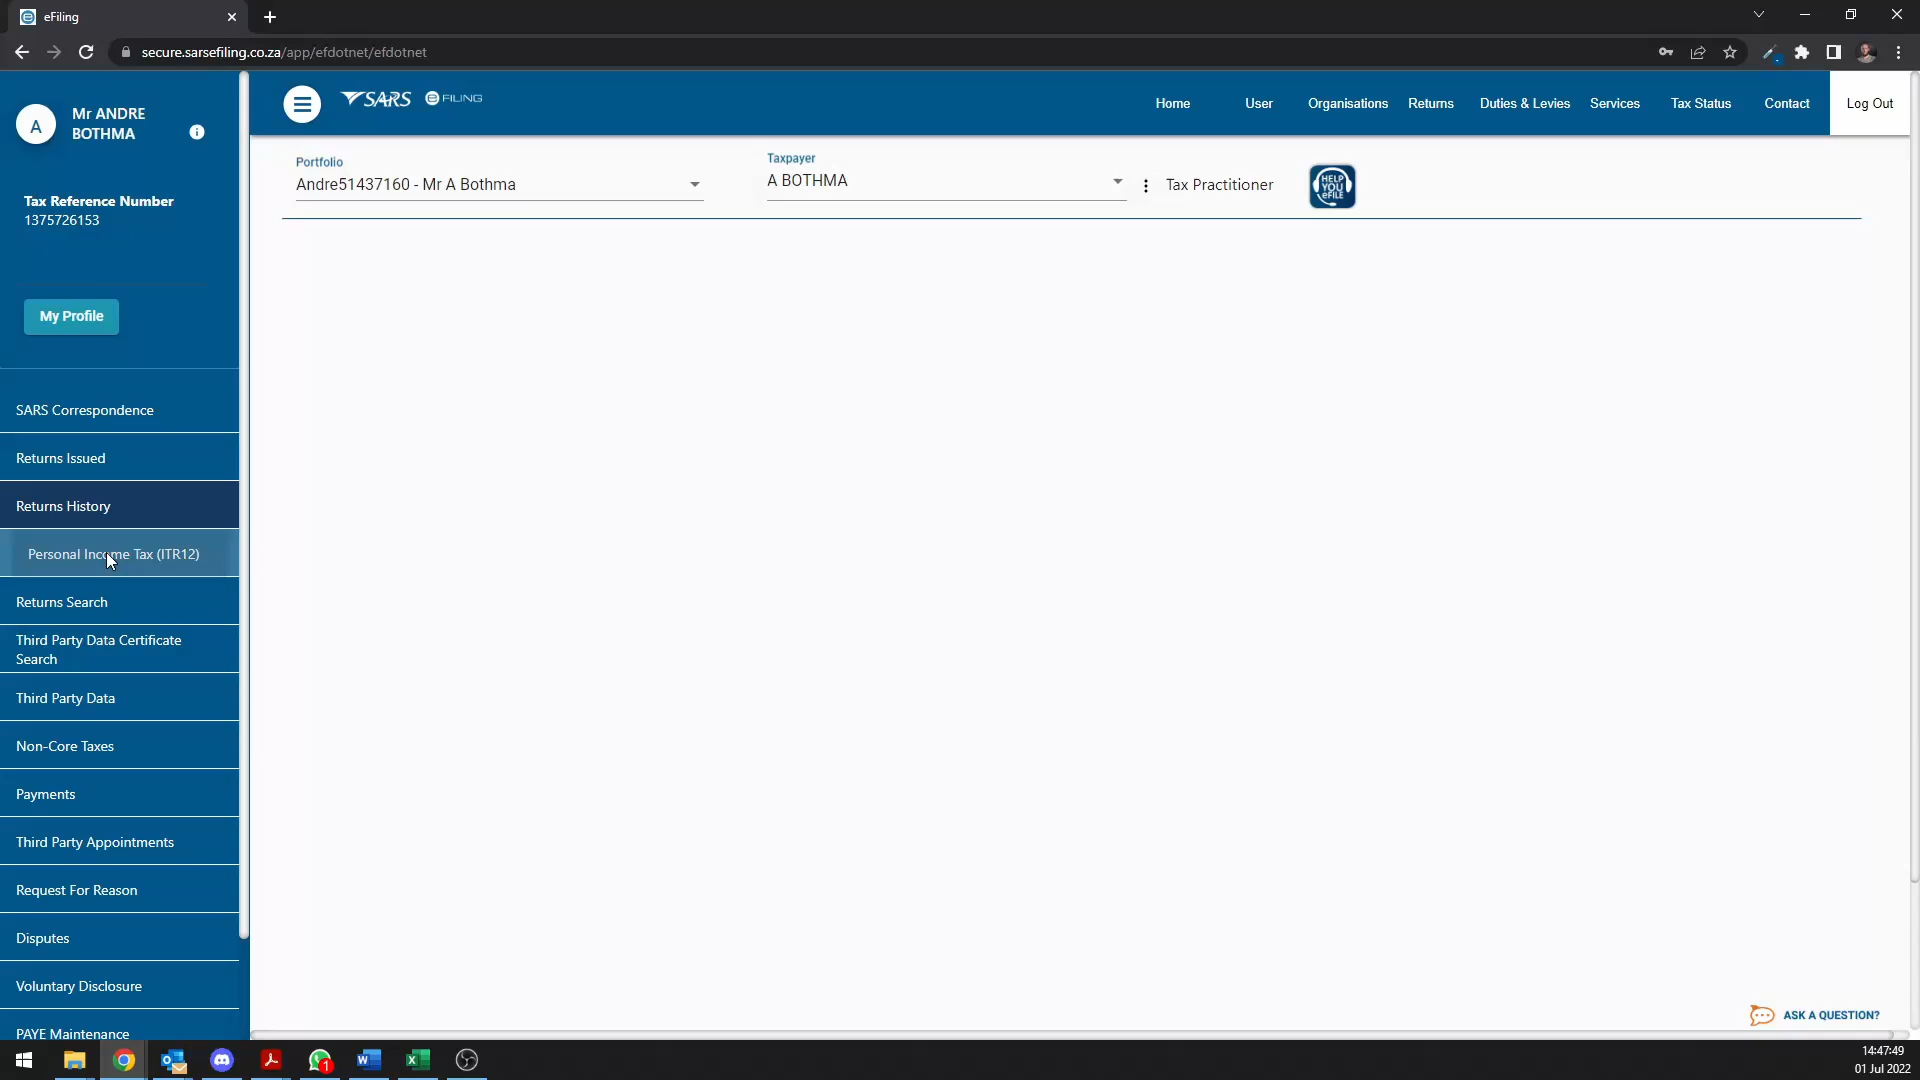 eFiling
secure.sarsefiling.co.za/app/efdotnet/efdotnet
A
Mr ANDRE
BOTHMA
Tax Reference Number
1375726153
My Profile
SARS Correspondence
Returns Issued
Returns History
Personal Income Tax (ITR12)
Returns Search
Third Party Data Certificate
Search
Third Party Data
Non-Core Taxes
Payments
Third Party Appointments
Request For Reason
Disputes
Voluntary Disclosure
PAYE Maintenance
SARS e FILING
Home User Organisations Returns Duties & Levies Services Tax Status Contact Log Out
Portfolio
Andre51437160 - Mr A Bothma
Taxpayer
A BOTHMA
Tax Practitioner
HELP
YOU
eFILE
ASK A QUESTION?
1
14:47:49
01 Jul 2022